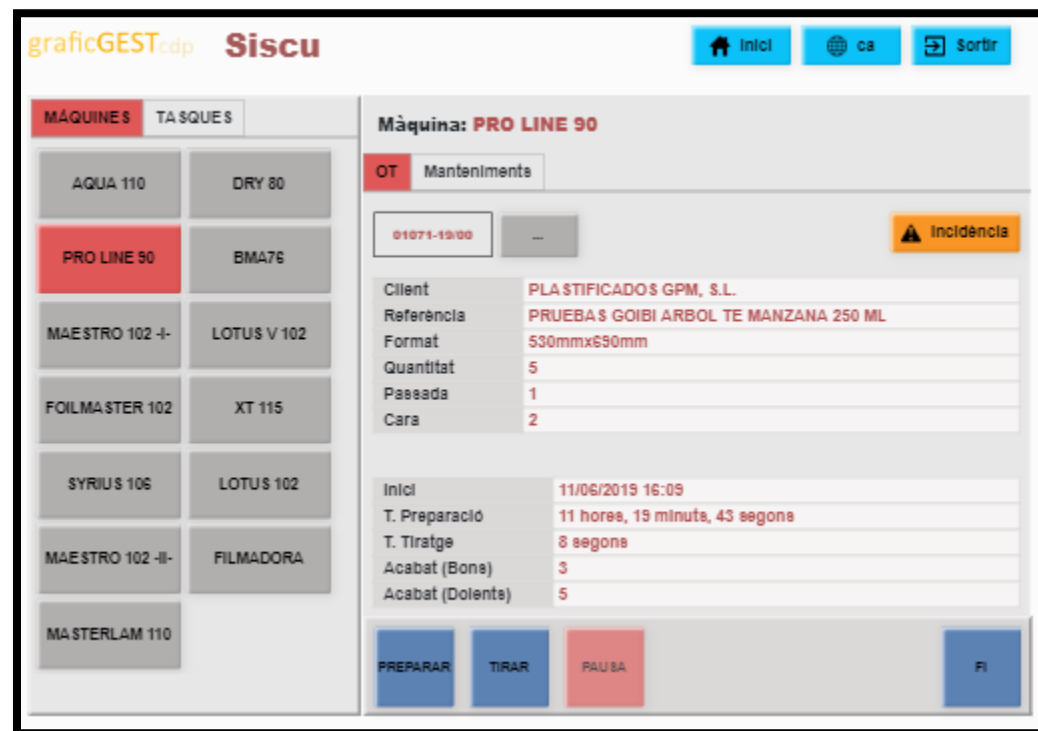 graficGESTcdp Siscu
Inici ca Sortir
MÀQUINES TASQUES
AQUA 110 DRY 80
PRO LINE 90 BMA76
MAESTRO 102 -I- LOTUS V 102
FOILMASTER 102 XT 115
SYRIUS 106 LOTUS 102
MAESTRO 102 -II- FILMADORA
MASTERLAM 110
Màquina: PRO LINE 90
OT Manteniments
01071-19/00 ... Incidència
Client PLASTIFICADOS GPM, S.L.
Referència PRUEBAS GOIBI ARBOL TE MANZANA 250 ML
Format 530mmx690mm
Quantitat 5
Passada 1
Cara 2
Inici 11/06/2019 16:09
T. Preparació 11 hores, 19 minuts, 43 segons
T. Tiratge 8 segons
Acabat (Bons) 3
Acabat (Dolents) 5
PREPARAR TIRAR PAUSA FI